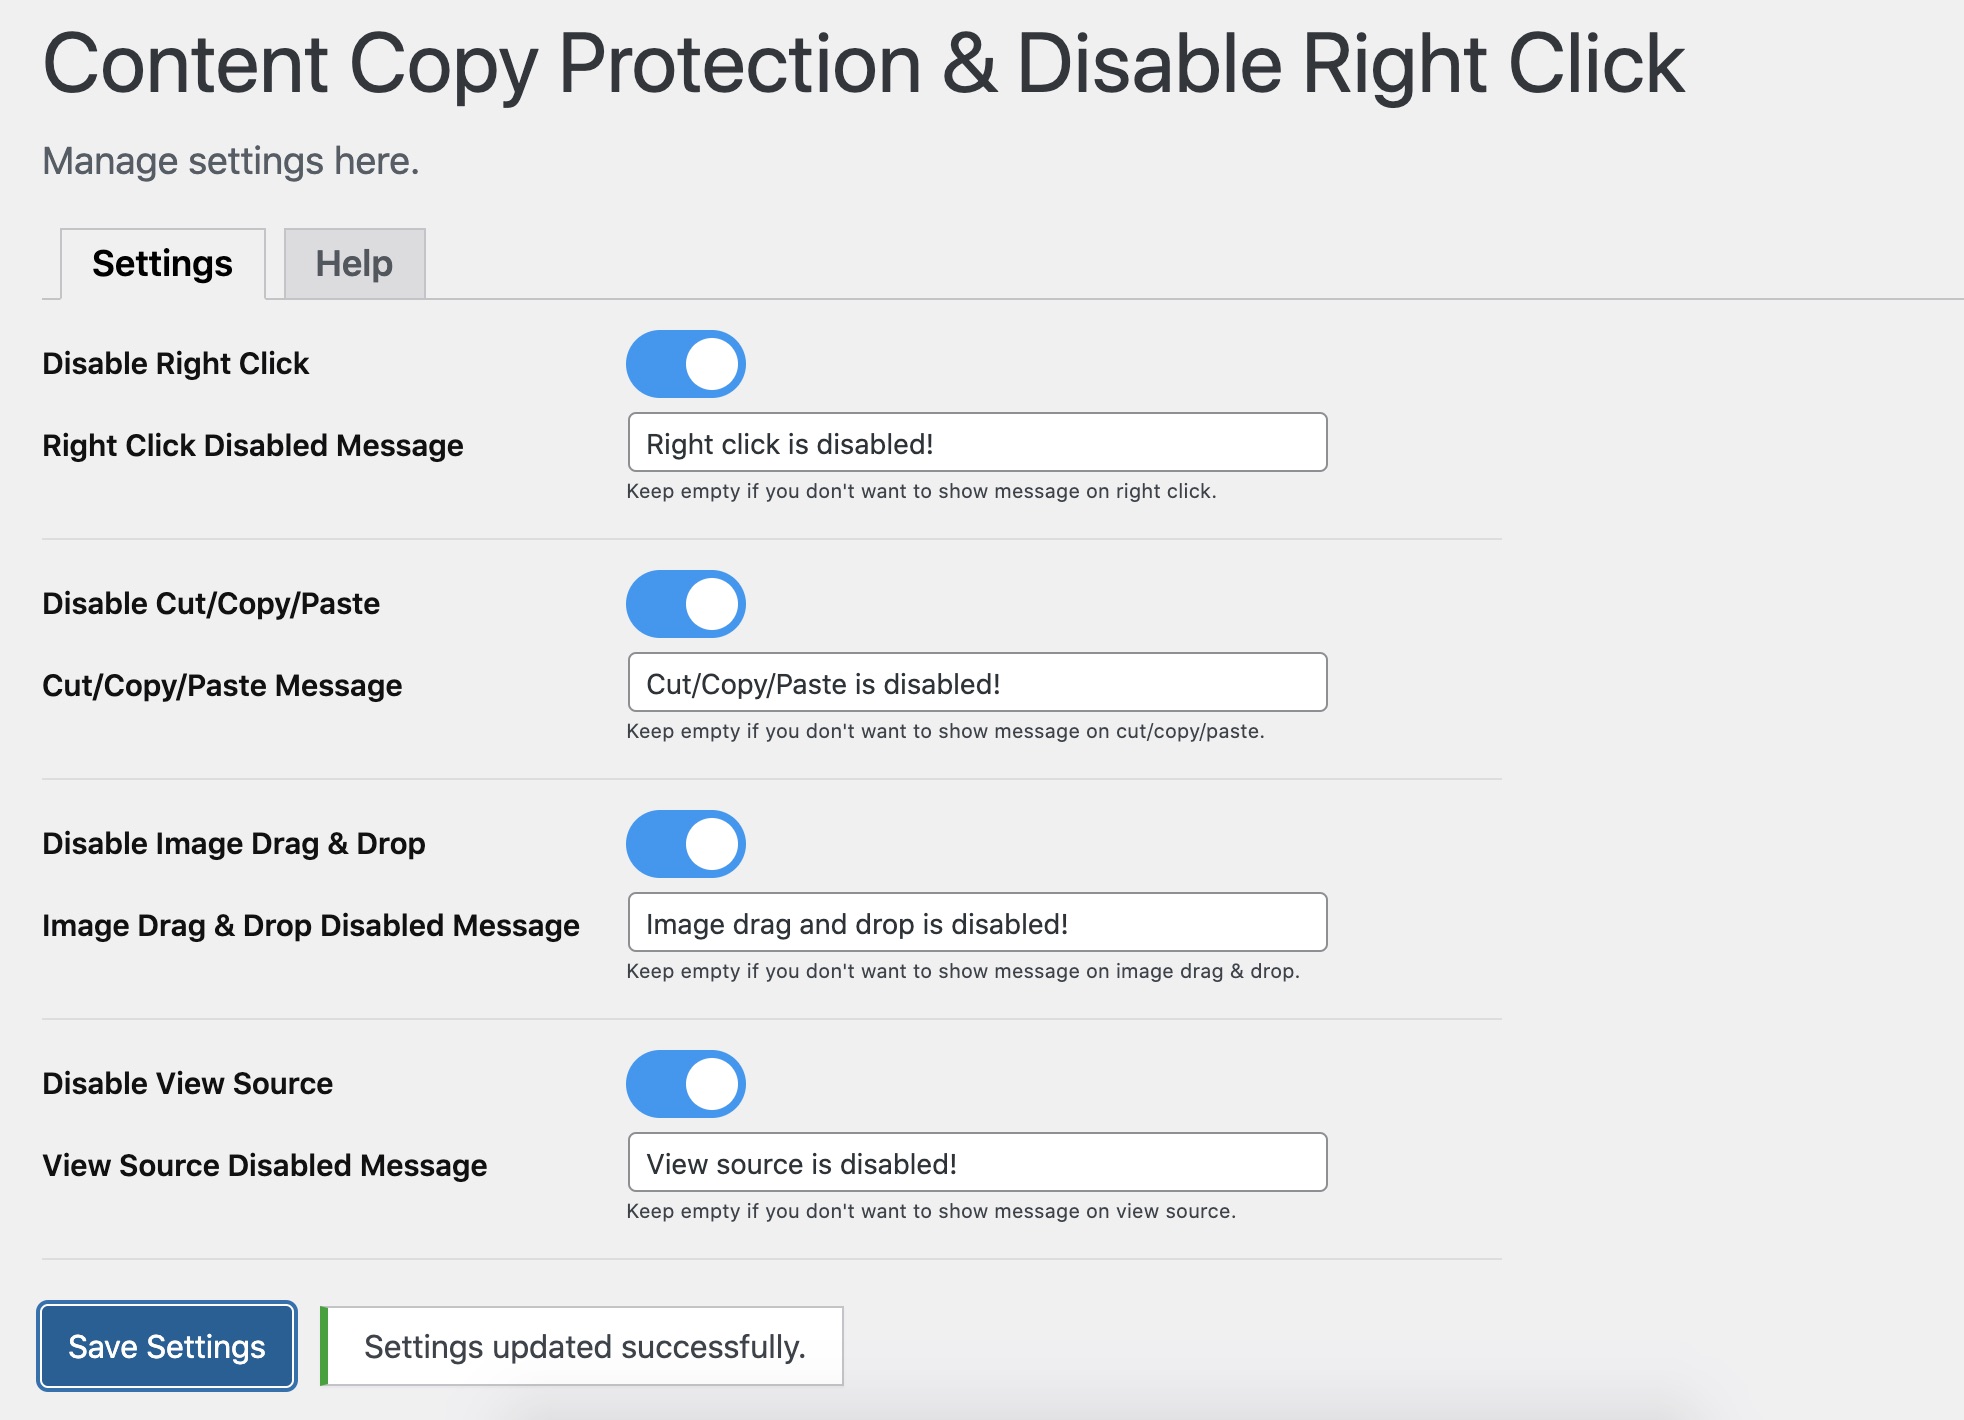 Content Copy Protection & Disable Right Click
Manage settings here.
Settings
Help
Disable Right Click
Right Click Disabled Message
Right click is disabled!
Keep empty if you don't want to show message on right click.
Disable Cut/Copy/Paste
Cut/Copy/Paste Message
Cut/Copy/Paste is disabled!
Keep empty if you don't want to show message on cut/copy/paste.
Disable Image Drag & Drop
Image Drag & Drop Disabled Message
Image drag and drop is disabled!
Keep empty if you don't want to show message on image drag & drop.
Disable View Source
View Source Disabled Message
View source is disabled!
Keep empty if you don't want to show message on view source.
Save Settings
Settings updated successfully.